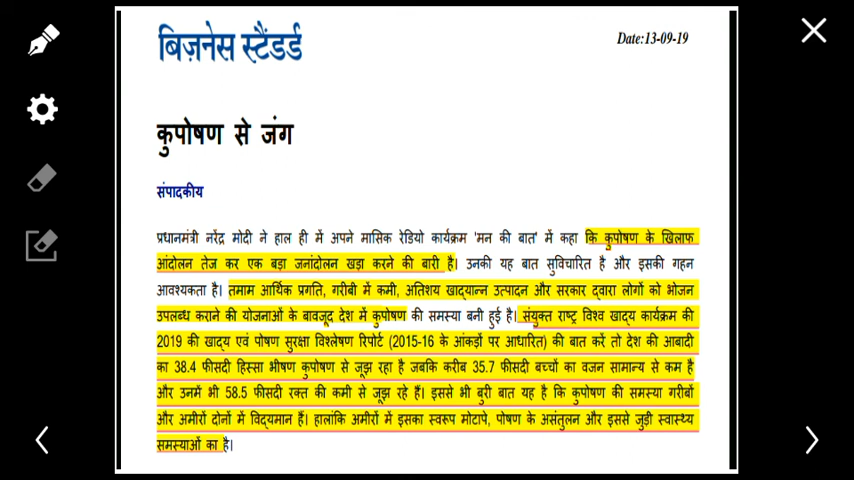 बिज़नेस स्टैंडर्ड
Date:13-09-19
कुपोषण से जंग
संपादकीय
प्रधानमंत्री नरेंद्र मोदी ने हाल ही में अपने मासिक रेडियो कार्यक्रम 'मन की बात' में कहा कि कुपोषण के खिलाफ
आंदोलन तेज कर एक बड़ा जनांदोलन खड़ा करने की बारी है। उनकी यह बात सुविचारित है और इसकी गहन
आवश्यकता है। तमाम आर्थिक प्रगति, गरीबी में कमी, अतिशय खाद्यान्न उत्पादन और सरकार द्वारा लोगों को भोजन
उपलब्ध कराने की योजनाओं के बावजूद देश में कुपोषण की समस्या बनी हुई है। संयुक्त राष्ट्र विश्व खाद्य कार्यक्रम की
2019 की खाद्य एवं पोषण सुरक्षा विश्लेषण रिपोर्ट (2015-16 के आंकड़ों पर आधारित) की बात करें तो देश की आबादी
का 38.4 फीसदी हिस्सा भीषण कुपोषण से जूझ रहा है जबकि करीब 35.7 फीसदी बच्चों का वजन सामान्य से कम है
और उनमें भी 58.5 फीसदी रक्त की कमी से जूझ रहे हैं। इससे भी बुरी बात यह है कि कुपोषण की समस्या गरीबों
और अमीरों दोनों में विद्यमान हैं। हालांकि अमीरों में इसका स्वरूप मोटापे, पोषण के असंतुलन और इससे जुड़ी स्वास्थ्य
समस्याओं का है।